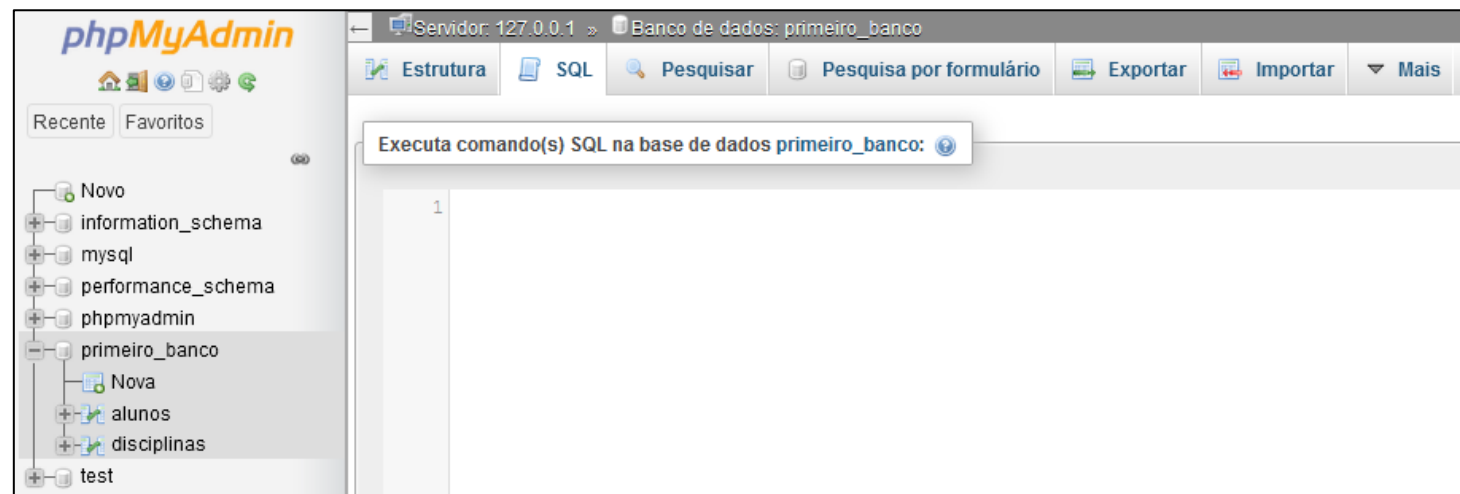 phpMyAdmin
Recente Favoritos
Novo
information_schema
mysql
performance_schema
phpmyadmin
primeiro_banco
Nova
alunos
disciplinas
test
Servidor: 127.0.0.1 » Banco de dados: primeiro_banco
Estrutura SQL Pesquisar Pesquisa por formulário Exportar Importar Mais
Executa comando(s) SQL na base de dados primeiro_banco:
1